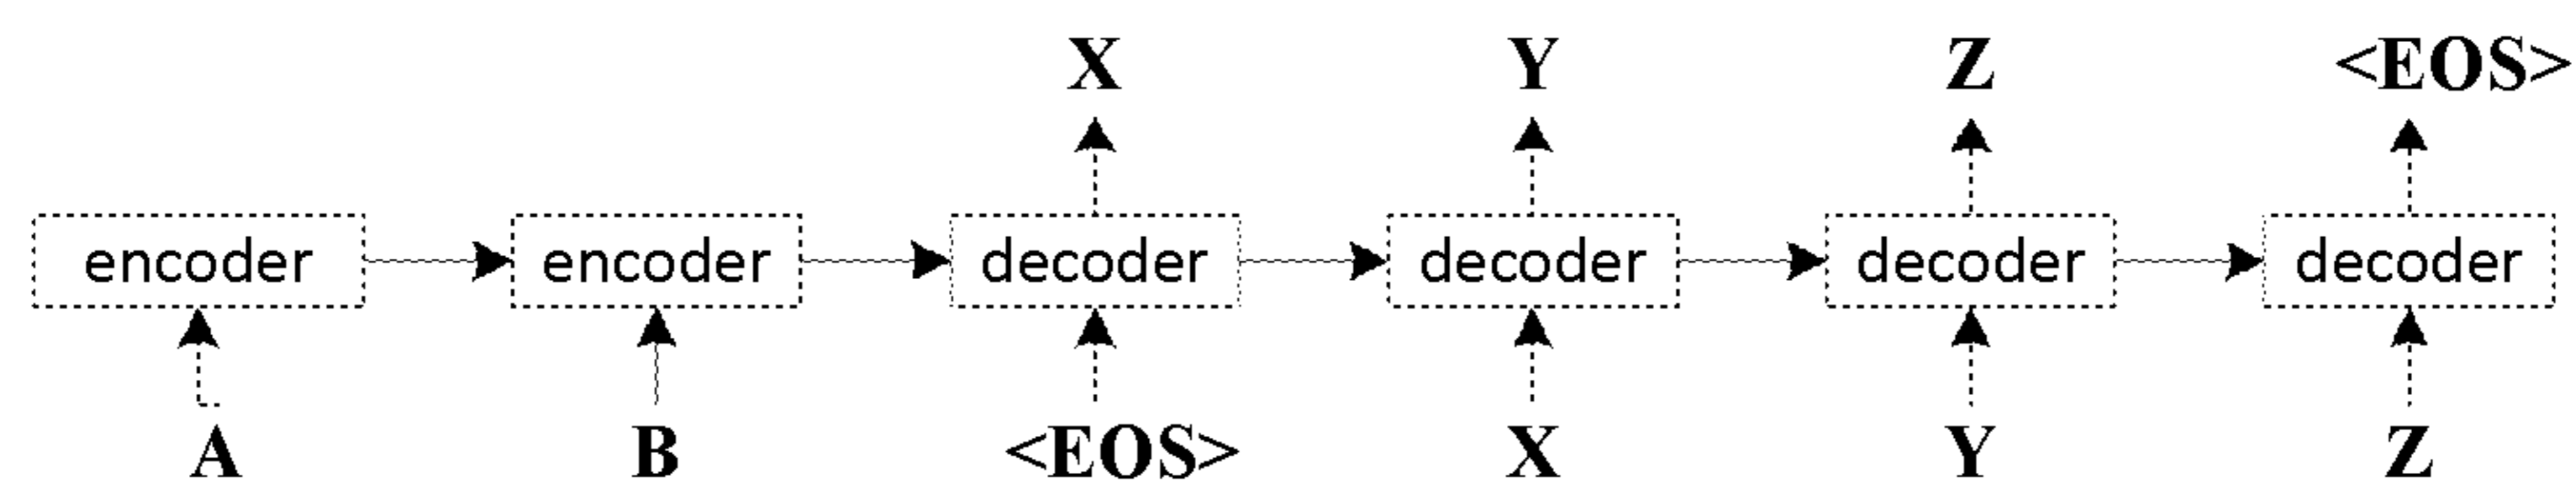 X Y Z <EOS>
encoder encoder decoder decoder decoder decoder
A B <EOS> X Y Z